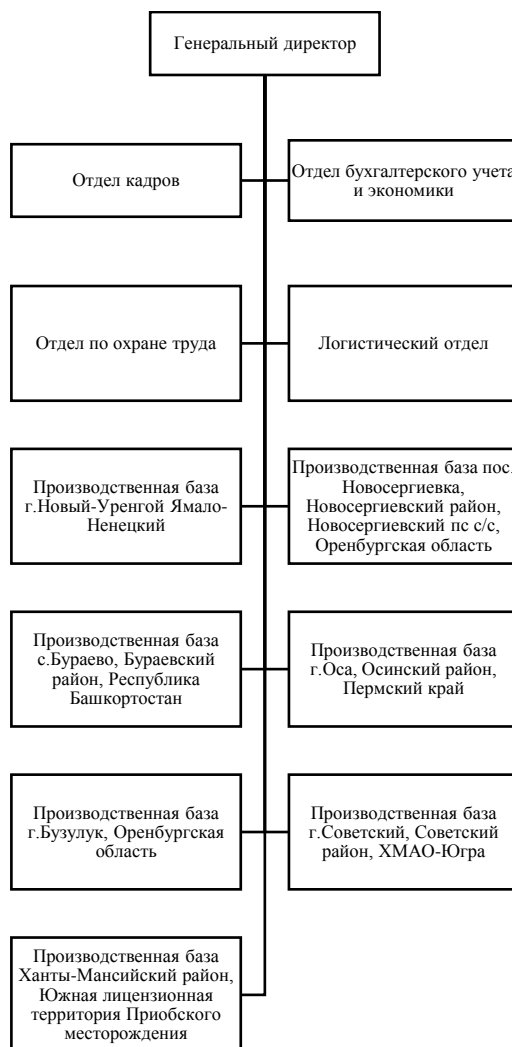 Генеральный директор
Отдел кадров
Отдел бухгалтерского учета
и экономики
Отдел по охране труда
Логистический отдел
Производственная база
г.Новый-Уренгой Ямало-
Ненецкий
Производственная база пос.
Новосергиевка,
Новосергиевский район,
Новосергиевский пс с/с,
Оренбургская область
Производственная база
с.Бураево, Бураевский
район, Республика
Башкортостан
Производственная база
г.Оса, Осинский район,
Пермский край
Производственная база
г.Бузулук, Оренбургская
область
Производственная база
г.Советский, Советский
район, ХМАО-Югра
Производственная база
Ханты-Мансийский район,
Южная лицензионная
территория Приобского
месторождения